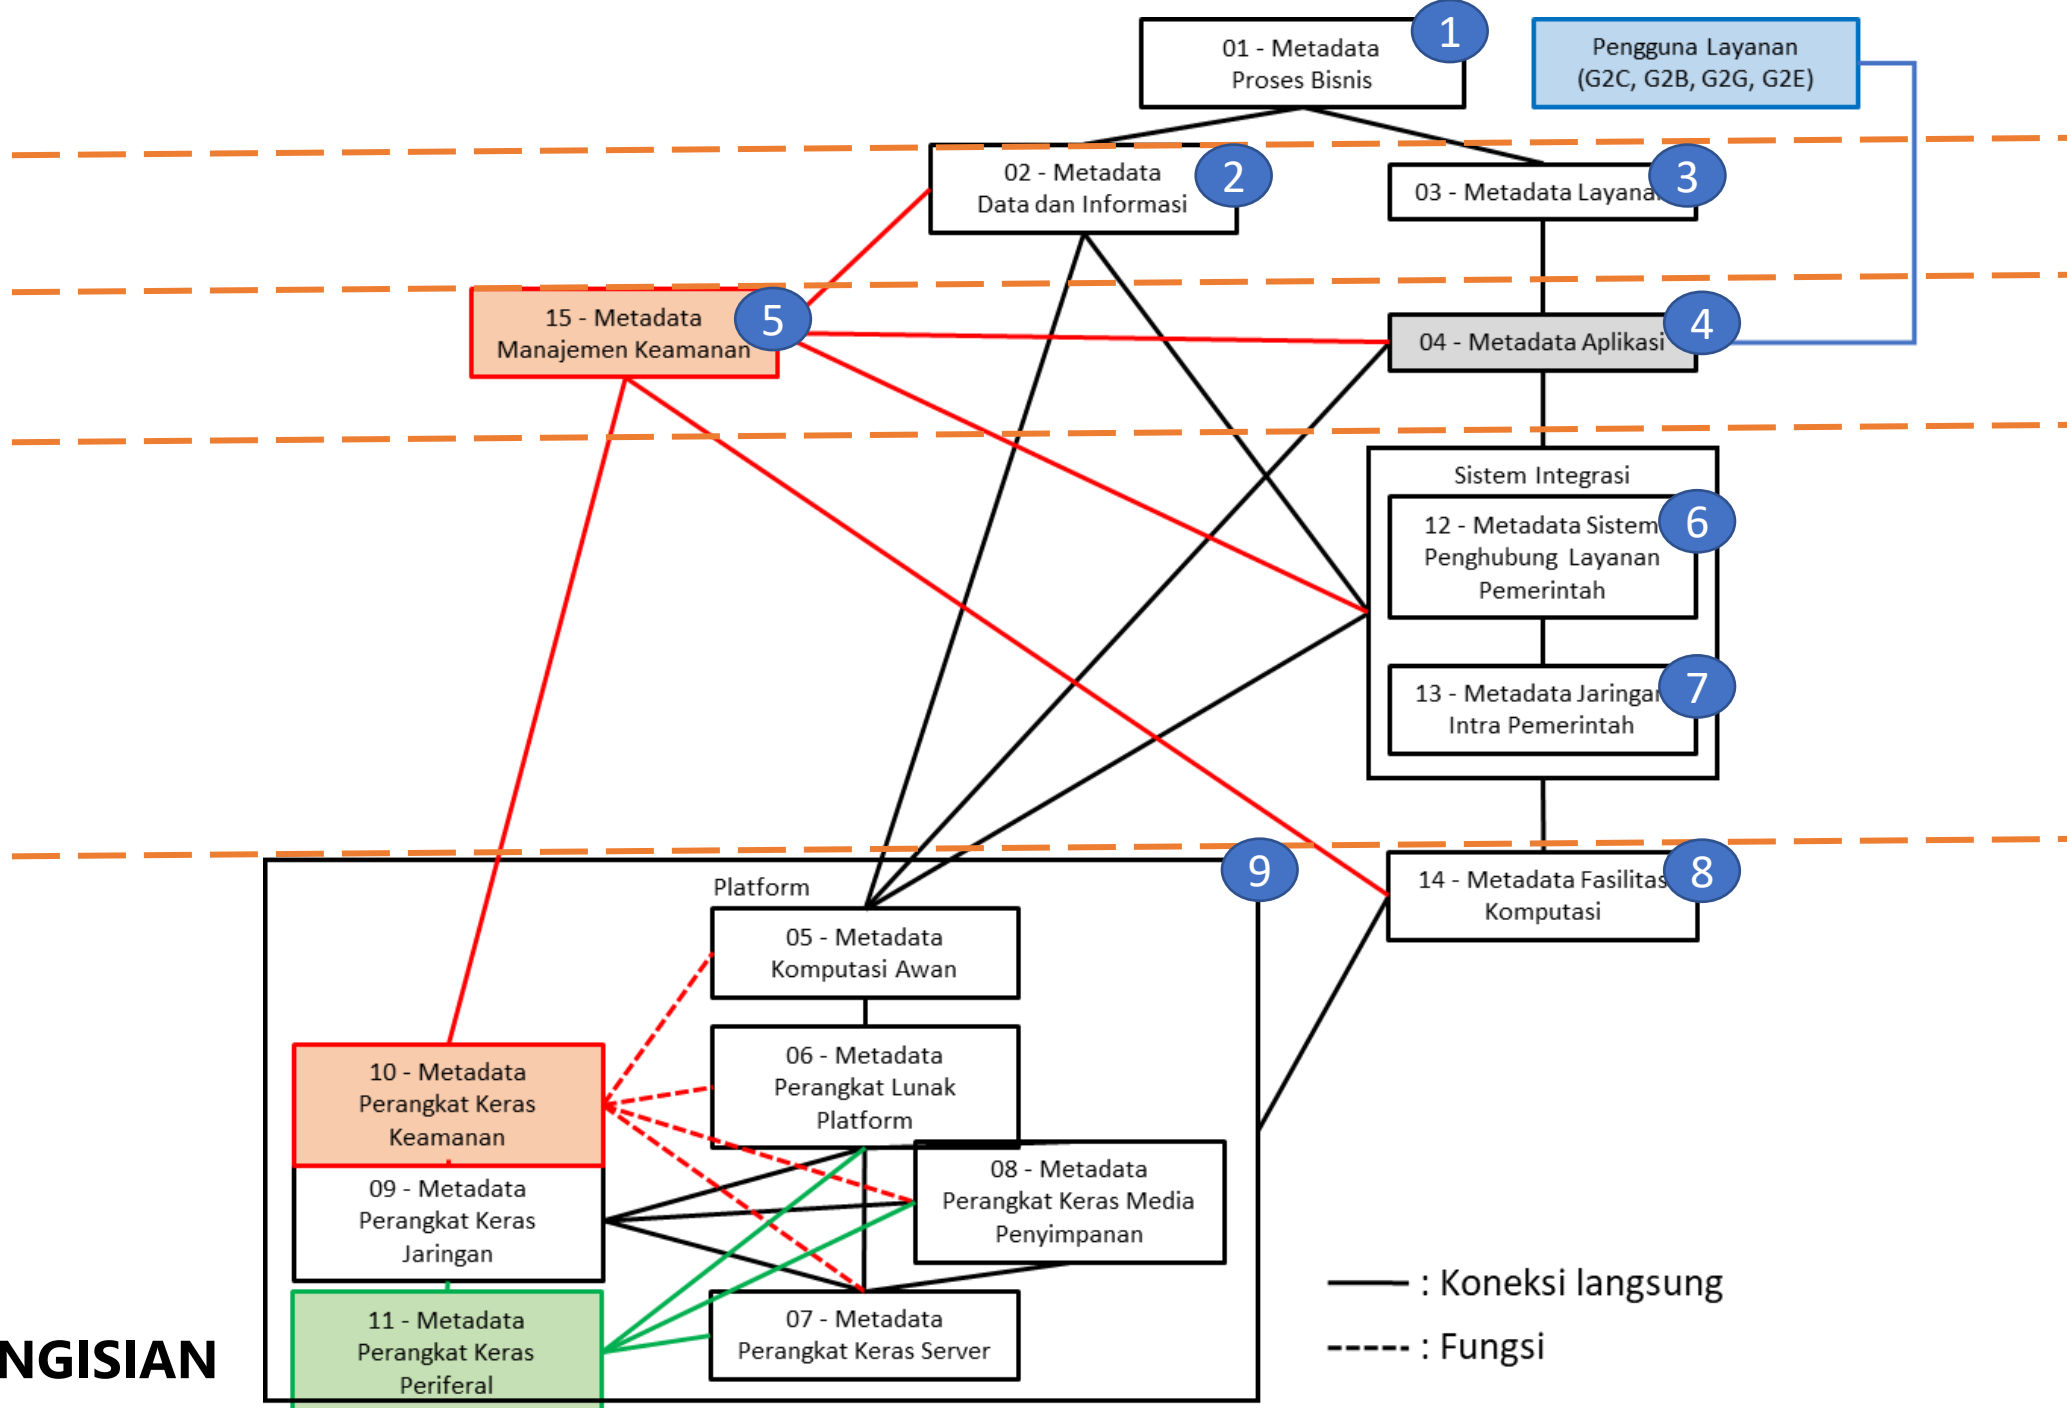 01 - Metadata
Proses Bisnis
1
Pengguna Layanan
(G2C, G2B, G2G, G2E)
02 - Metadata
Data dan Informasi
2
03 - Metadata Layana
3
15 - Metadata
Manajemen Keamanan
5
04 - Metadata Aplikasi
4
Sistem Integrasi
12 - Metadata Sistem
Penghubung Layanan
Pemerintah
6
13 - Metadata Jaringa
Intra Pemerintah
7
14 - Metadata Fasilitas
Komputasi
8
9
Platform
05 - Metadata
Komputasi Awan
06 - Metadata
Perangkat Lunak
Platform
10 - Metadata
Perangkat Keras
Keamanan
08 - Metadata
Perangkat Keras Media
Penyimpanan
09 - Metadata
Perangkat Keras
Jaringan
07 - Metadata
Perangkat Keras Server
11 - Metadata
Perangkat Keras
Periferal
: Koneksi langsung
: Fungsi
NGISIAN